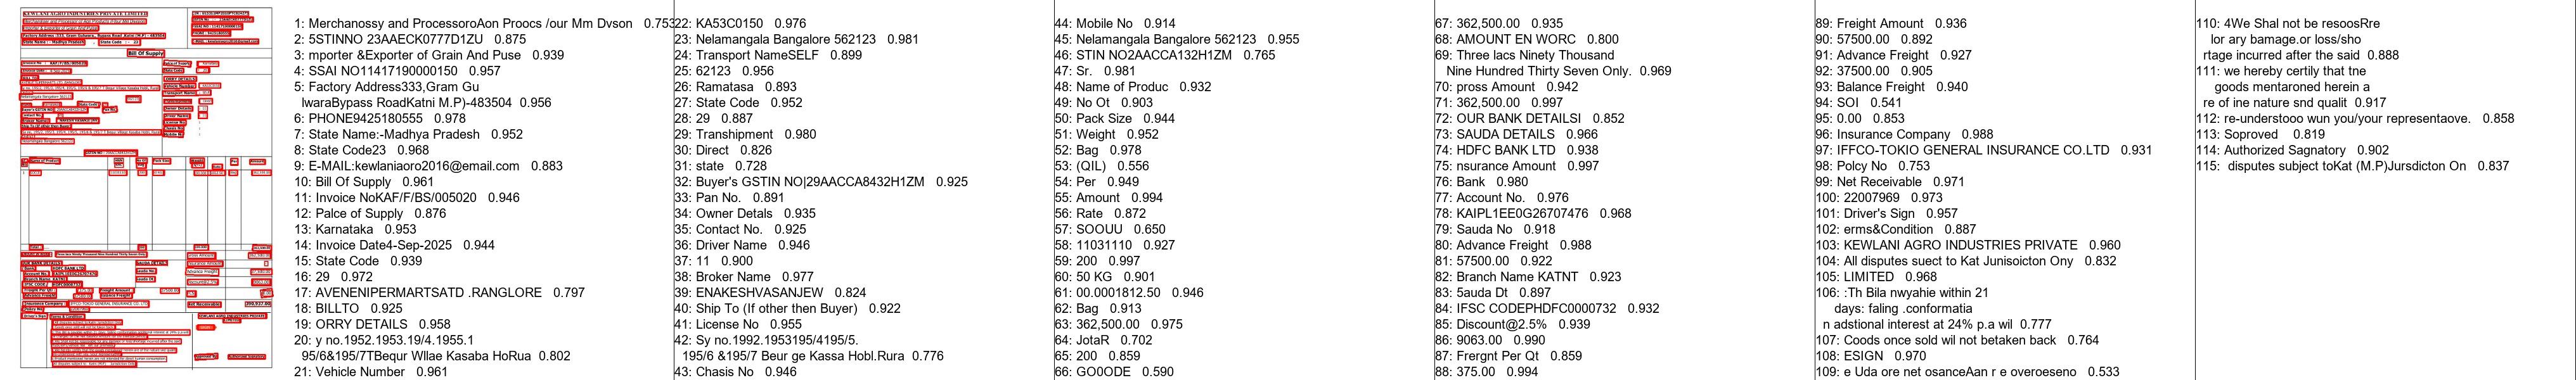 1: Merchanossy and ProcessoroAon Proocs /our Mm Dvson 0.753
2: 5STINNO 23AAECK0777D1ZU 0.875
3: mporter &Exporter of Grain And Puse 0.939
4: SSAI NO11417190000150 0.957
5: Factory Address333,Gram Gu
lwaraBypass RoadKatni M.P)-483504 0.956
6: PHONE9425180555 0.978
7: State Name:-Madhya Pradesh 0.952
8: State Code23 0.968
9: E-MAIL:kewlaniaoro2016@email.com 0.883
10: Bill Of Supply 0.961
11: Invoice NoKAF/F/BS/005020 0.946
12: Palce of Supply 0.876
13: Karnataka 0.953
14: Invoice Date4-Sep-2025 0.944
15: State Code 0.939
16: 29 0.972
17: AVENENIPERMARTSATD .RANGLORE 0.797
18: BILLTO 0.925
19: ORRY DETAILS 0.958
20: y no.1952.1953.19/4.1955.1
95/6&195/7TBequr Wllae Kasaba HoRua 0.802
21: Vehicle Number 0.961
22: KA53C0150 0.976
23: Nelamangala Bangalore 562123 0.981
24: Transport NameSELF 0.899
25: 62123 0.956
26: Ramatasa 0.893
27: State Code 0.952
28: 29 0.887
29: Transhipment 0.980
30: Direct 0.826
31: state 0.728
32: Buyer's GSTIN NO|29AACCA8432H1ZM 0.925
33: Pan No. 0.891
34: Owner Detals 0.935
35: Contact No. 0.925
36: Driver Name 0.946
37: 11 0.900
38: Broker Name 0.977
39: ENAKESHVASANJEW 0.824
40: Ship To (If other then Buyer) 0.922
41: License No 0.955
42: Sy no.1992.1953195/4195/5.
195/6 &195/7 Beur ge Kassa Hobl.Rura 0.776
43: Chasis No 0.946
44: Mobile No 0.914
45: Nelamangala Bangalore 562123 0.955
46: STIN NO2AACCA132H1ZM 0.765
47: Sr. 0.981
48: Name of Produc 0.932
49: No Ot 0.903
50: Pack Size 0.944
51: Weight 0.952
52: Bag 0.978
53: (QIL) 0.556
54: Per 0.949
55: Amount 0.994
56: Rate 0.872
57: SOOUU 0.650
58: 11031110 0.927
59: 200 0.997
60: 50 KG 0.901
61: 00.0001812.50 0.946
62: Bag 0.913
63: 362,500.00 0.975
64: JotaR 0.702
65: 200 0.859
66: GO0ODE 0.590
67: 362,500.00 0.935
68: AMOUNT EN WORC 0.800
69: Three lacs Ninety Thousand
Nine Hundred Thirty Seven Only. 0.969
70: pross Amount 0.942
71: 362,500.00 0.997
72: OUR BANK DETAILSI 0.852
73: SAUDA DETAILS 0.966
74: HDFC BANK LTD 0.938
75: nsurance Amount 0.997
76: Bank 0.980
77: Account No. 0.976
78: KAIPL1EE0G26707476 0.968
79: Sauda No 0.918
80: Advance Freight 0.988
81: 57500.00 0.922
82: Branch Name KATNT 0.923
83: 5auda Dt 0.897
84: IFSC CODEPHDFC0000732 0.932
85: Discount@2.5% 0.939
86: 9063.00 0.990
87: Frergnt Per Qt 0.859
88: 375.00 0.994
89: Freight Amount 0.936
90: 57500.00 0.892
91: Advance Freight 0.927
92: 37500.00 0.905
93: Balance Freight 0.940
94: SOI 0.541
95: 0.00 0.853
96: Insurance Company 0.988
97: IFFCO-TOKIO GENERAL INSURANCE CO.LTD 0.931
98: Polcy No 0.753
99: Net Receivable 0.971
100: 22007969 0.973
101: Driver's Sign 0.957
102: erms&Condition 0.887
103: KEWLANI AGRO INDUSTRIES PRIVATE 0.960
104: All disputes suect to Kat Junisoicton Ony 0.832
105: LIMITED 0.968
106: :Th Bila nwyahie within 21
days: faling .conformatia
n adstional interest at 24% p.a wil 0.777
107: Coods once sold wil not betaken back 0.764
108: ESIGN 0.970
109: e Uda ore net osanceAan r e overoeseno 0.533
110: 4We Shal not be resoosRre
lor ary bamage.or loss/sho
rtage incurred after the said 0.888
111: we hereby certily that tne
goods mentaroned herein a
re of ine nature snd qualit 0.917
112: re-understooo wun you/your representaove. 0.858
113: Soproved 0.819
114: Authorized Sagnatory 0.902
115: disputes subject toKat (M.P)Jursdicton On 0.837